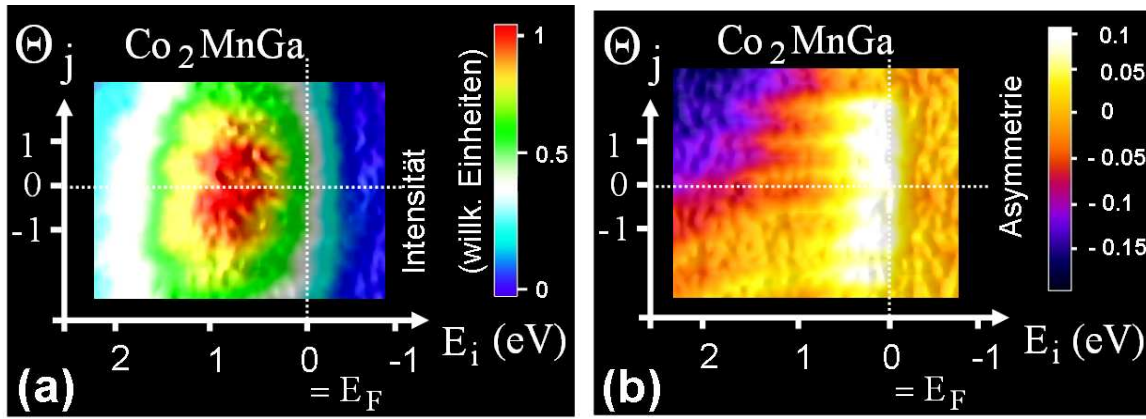 Θ j
Co2MnGa
1
0
-1
2 1 0 -1
= EF
Ei (eV)
Intensität
(willk. Einheiten)
1
0.5
0
(a)
Θ j
Co2MnGa
1
0
-1
2 1 0 -1
= EF
Ei (eV)
Asymmetrie
0.1
0.05
0
- 0.05
- 0.1
- 0.15
(b)